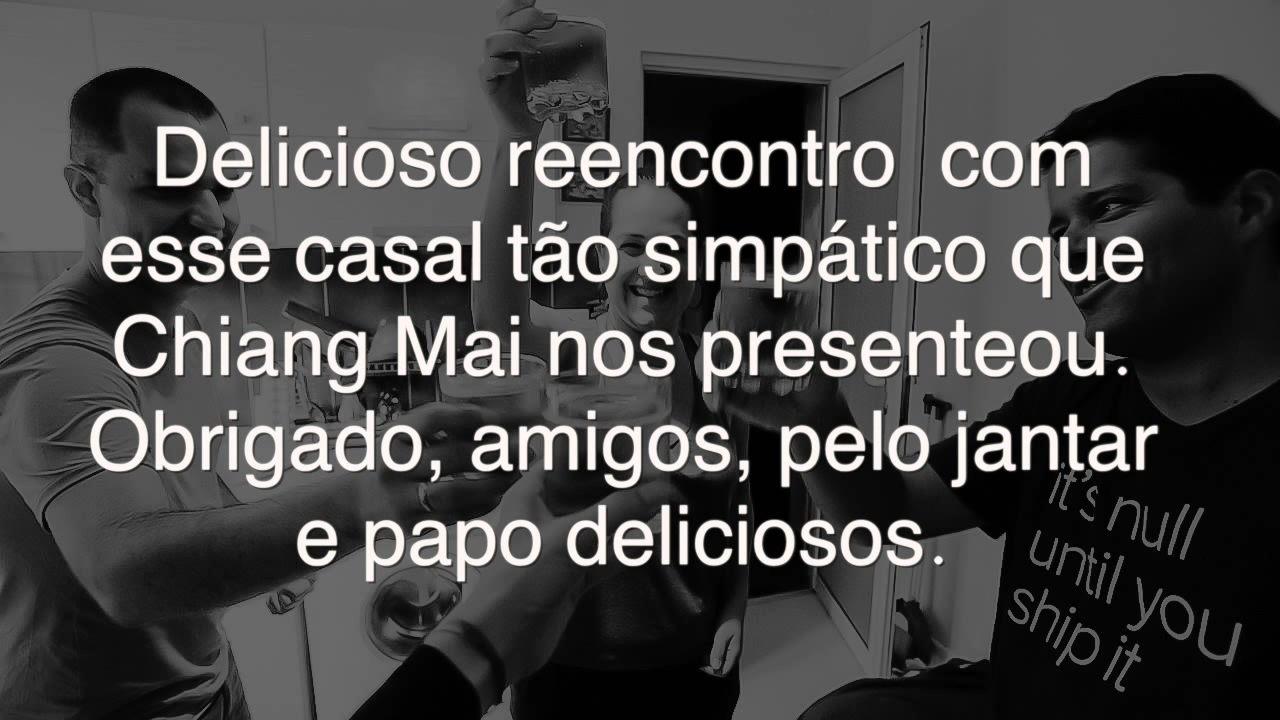 Delicioso reencontro com
esse casal tão simpático que
Chiang Mai nos presenteou.
Obrigado, amigos, pelo jantar
e papo deliciosos.
it's null
until you
ship it